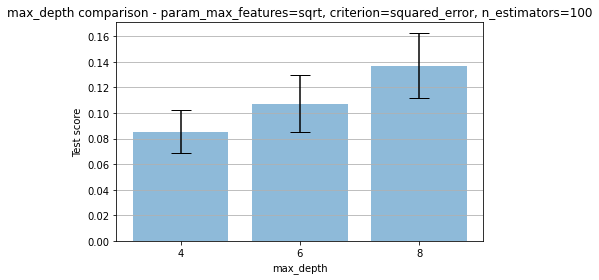 max_depth comparison - param_max_features=sqrt, criterion=squared_error, n_estimators=100
0.16
0.14
0.12
0.10
0.08
0.06
0.04
0.02
0.00
Test score
4 6 8
max_depth